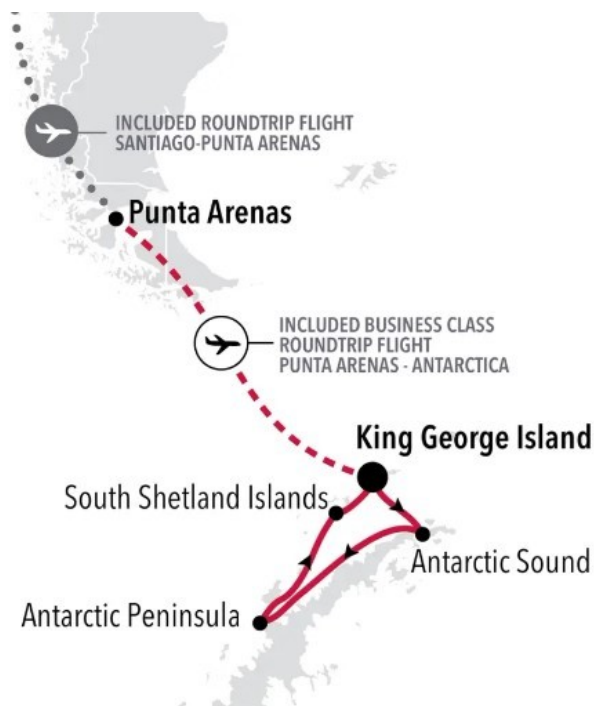 INCLUDED ROUNDTRIP FLIGHT
SANTIAGO-PUNTA ARENAS
Punta Arenas
INCLUDED BUSINESS CLASS
ROUNDTRIP FLIGHT
PUNTA ARENAS - ANTARCTICA
King George Island
South Shetland Islands
Antarctic Sound
Antarctic Peninsula